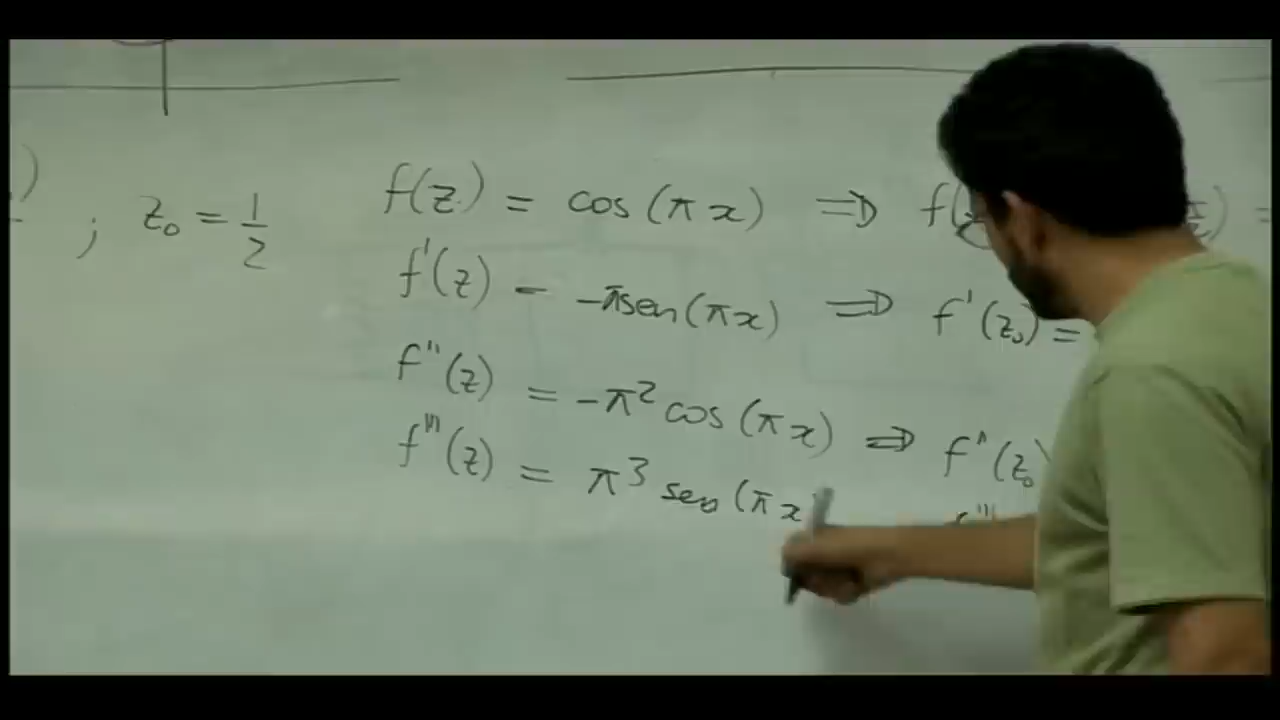 ; z₀ = 1/2
f(z) = cos(πx) ⇒ f(
f'(z) = -πsen(πx) ⇒ f'(z₀) =
f''(z) = -π² cos(πx) ⇒ f''(z₀)
f'''(z) = π³ sen(πx